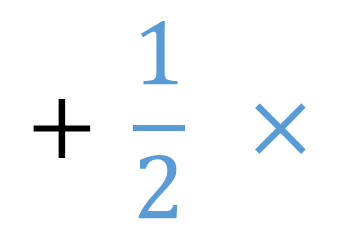 + 1/2 ×